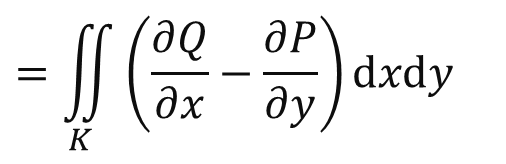 = ∬_K (∂Q/∂x − ∂P/∂y) dxdy